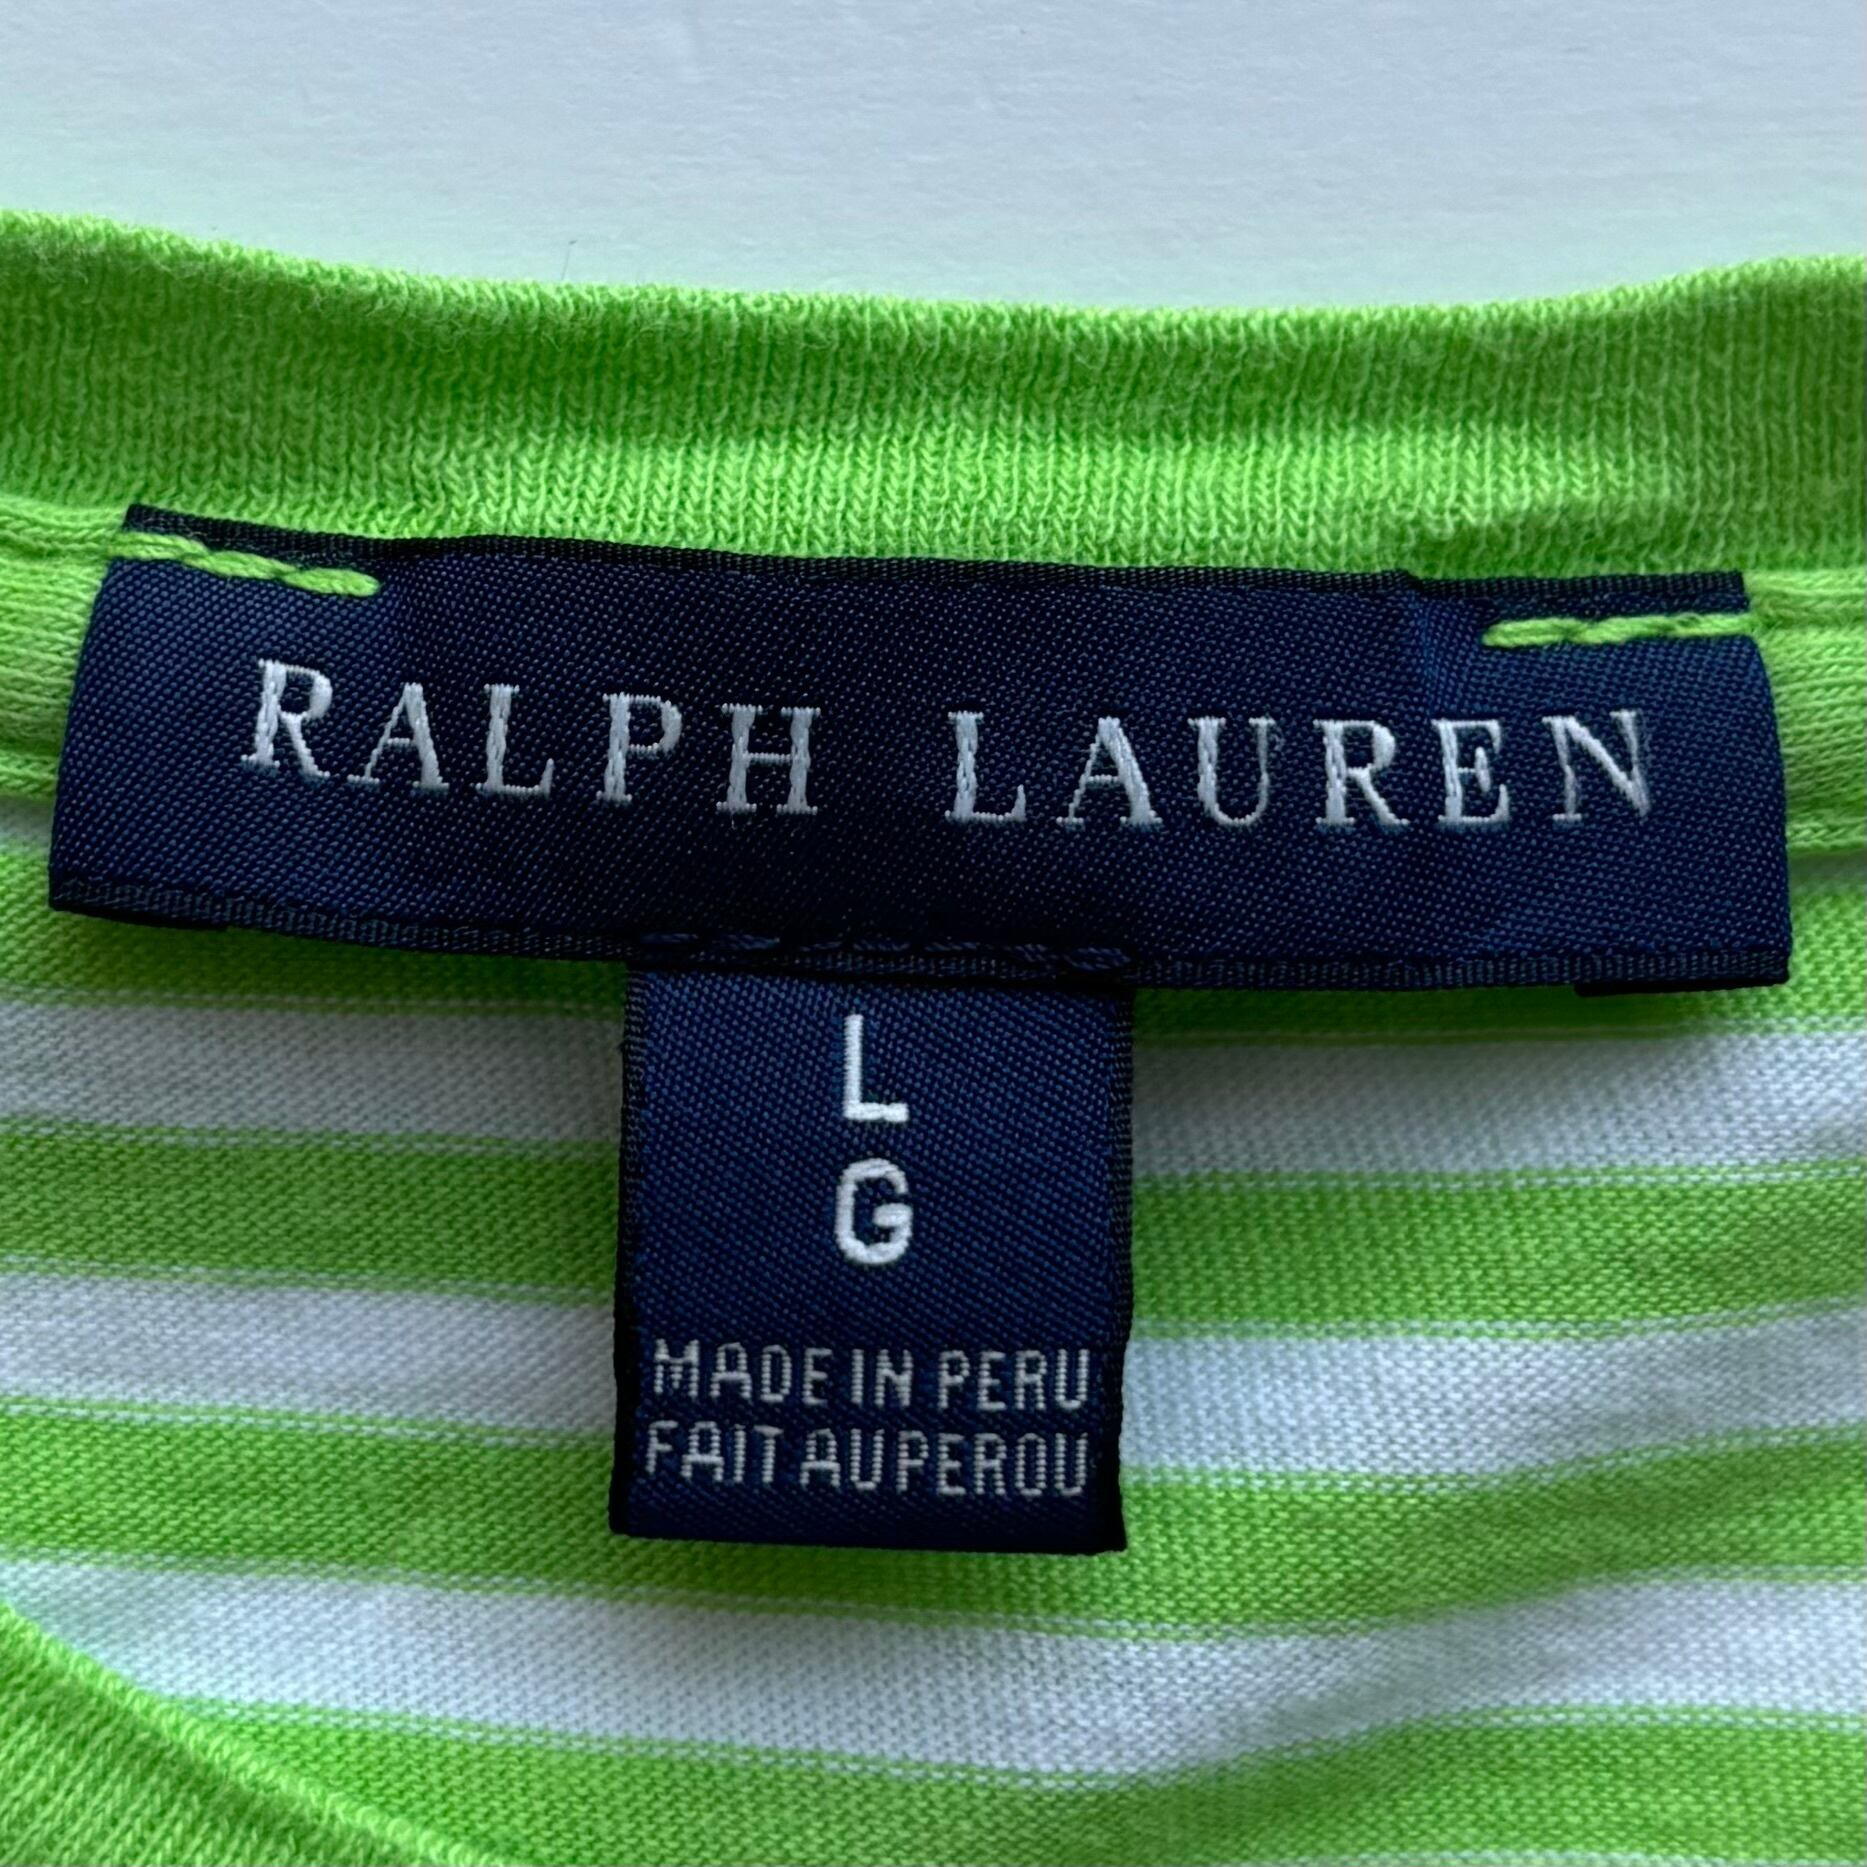 RALPH LAUREN
L
G
MADE IN PERU
FAIT AU PEROU